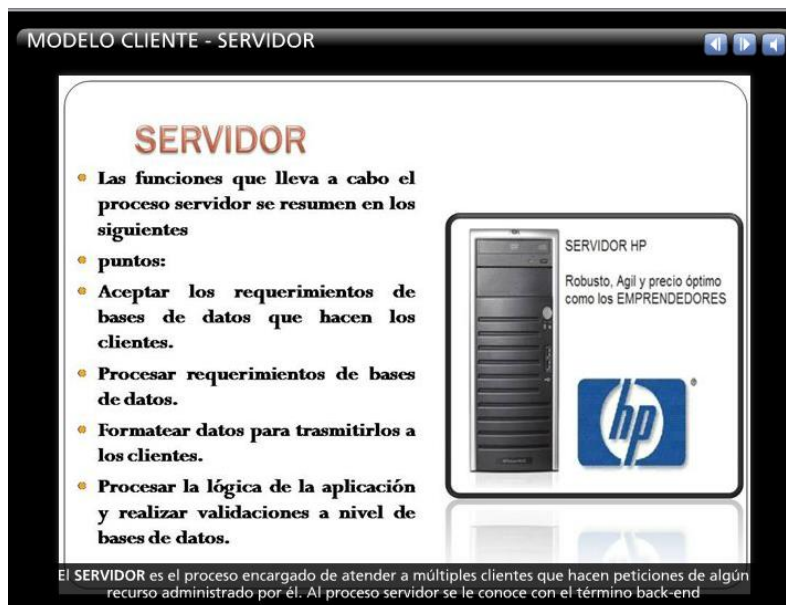 MODELO CLIENTE - SERVIDOR
SERVIDOR
Las funciones que lleva a cabo el
proceso servidor se resumen en los
siguientes
puntos:
Aceptar los requerimientos de
bases de datos que hacen los
clientes.
Procesar requerimientos de bases
de datos.
Formatear datos para trasmitirlos a
los clientes.
Procesar la lógica de la aplicación
y realizar validaciones a nivel de
bases de datos.
SERVIDOR HP
Robusto, Agil y precio óptimo
como los EMPRENDEDORES
hp
®
El SERVIDOR es el proceso encargado de atender a múltiples clientes que hacen peticiones de algún
recurso administrado por él. Al proceso servidor se le conoce con el término back-end